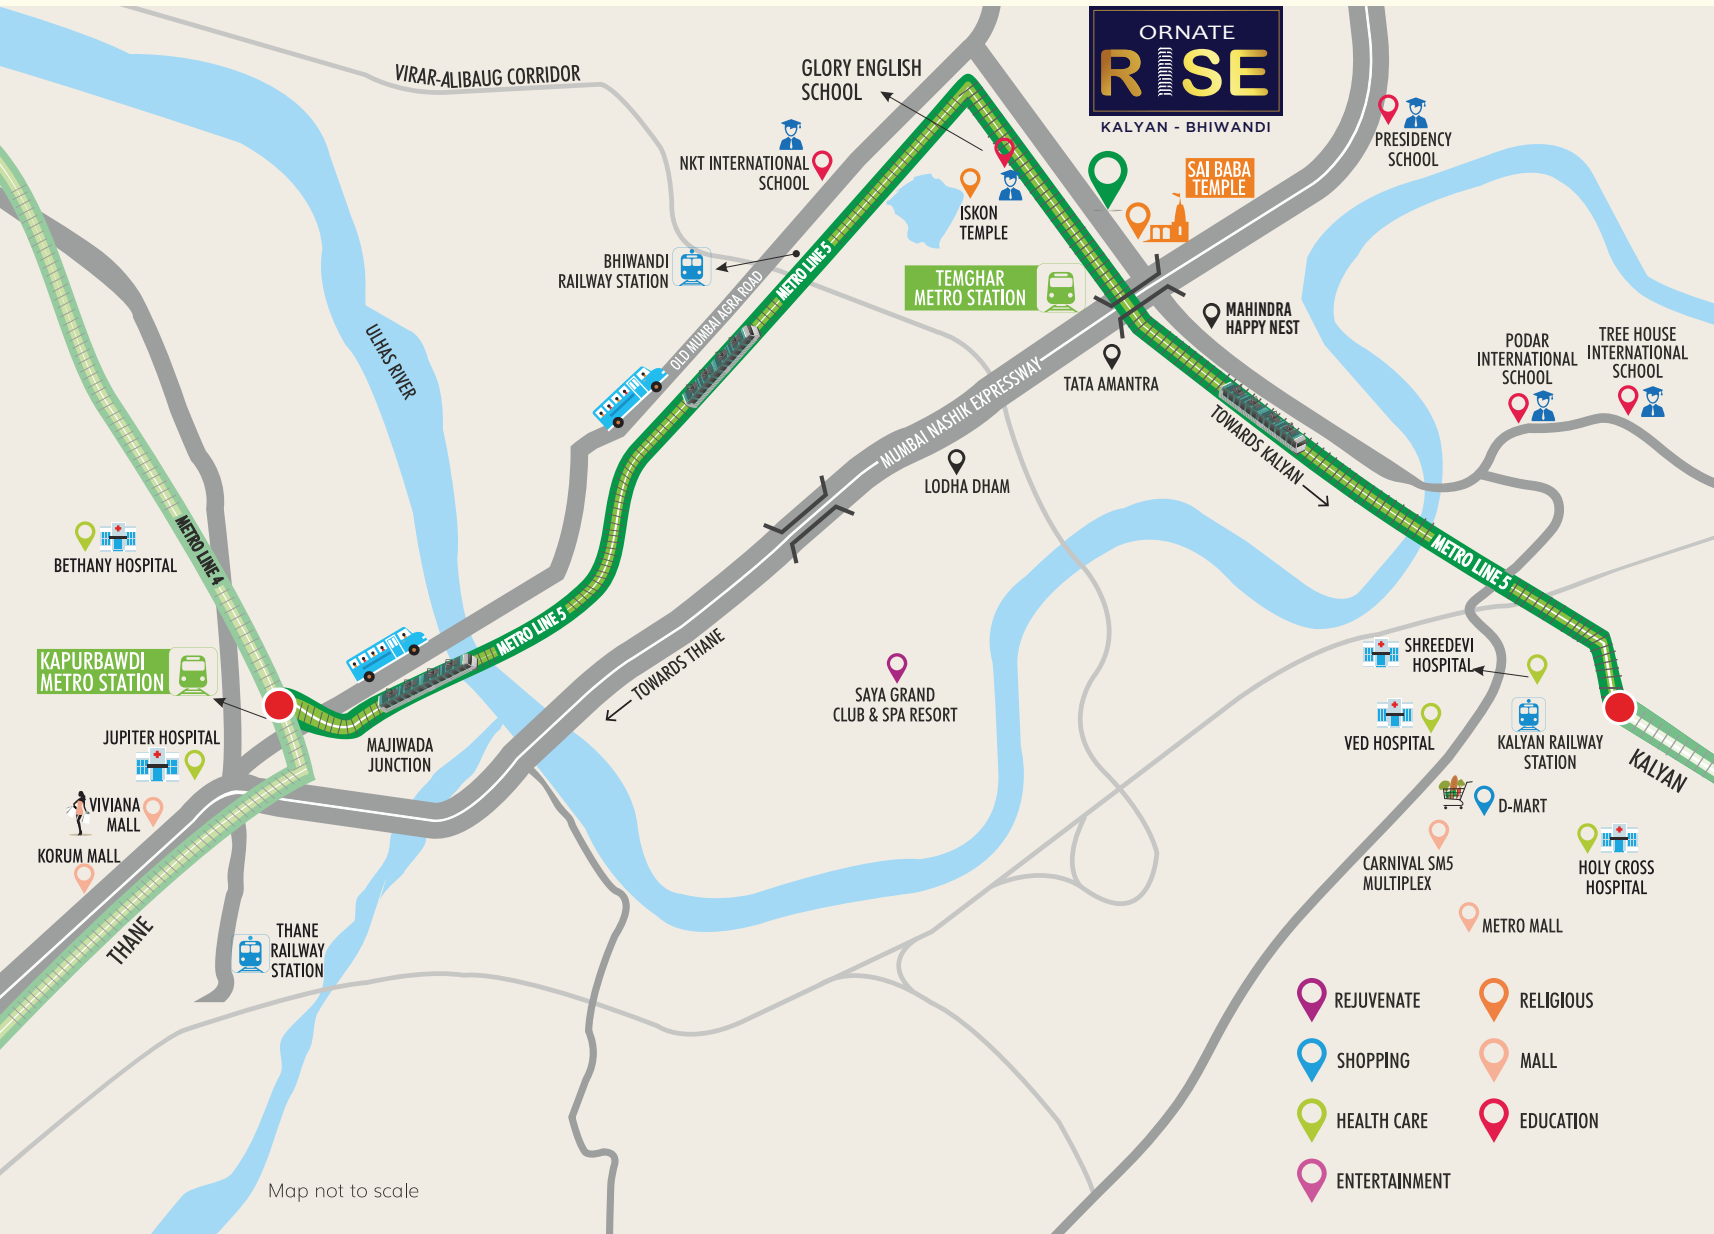 ORNATE
RISE
KALYAN - BHIWANDI
VIRAR-ALIBAUG CORRIDOR
GLORY ENGLISH
SCHOOL
NKT INTERNATIONAL
SCHOOL
PRESIDENCY
SCHOOL
SAI BABA
TEMPLE
ISKON
TEMPLE
BHIWANDI
RAILWAY STATION
METRO LINE 5
OLD MUMBAI AGRA ROAD
TEMGHAR
METRO STATION
MAHINDRA
HAPPY NEST
ULHAS RIVER
TATA AMANTRA
PODAR
INTERNATIONAL
SCHOOL
TREE HOUSE
INTERNATIONAL
SCHOOL
MUMBAI NASHIK EXPRESSWAY
TOWARDS KALYAN
LODHA DHAM
METRO LINE 4
BETHANY HOSPITAL
METRO LINE 5
METRO LINE 5
KAPURBAWDI
METRO STATION
TOWARDS THANE
SAYA GRAND
CLUB & SPA RESORT
SHREEDEVI
HOSPITAL
JUPITER HOSPITAL
MAJIWADA
JUNCTION
VED HOSPITAL
KALYAN RAILWAY
STATION
KALYAN
VIVIANA
MALL
D-MART
KORUM MALL
CARNIVAL SM5
MULTIPLEX
HOLY CROSS
HOSPITAL
THANE
THANE
RAILWAY
STATION
METRO MALL
REJUVENATE
RELIGIOUS
SHOPPING
MALL
HEALTH CARE
EDUCATION
ENTERTAINMENT
Map not to scale